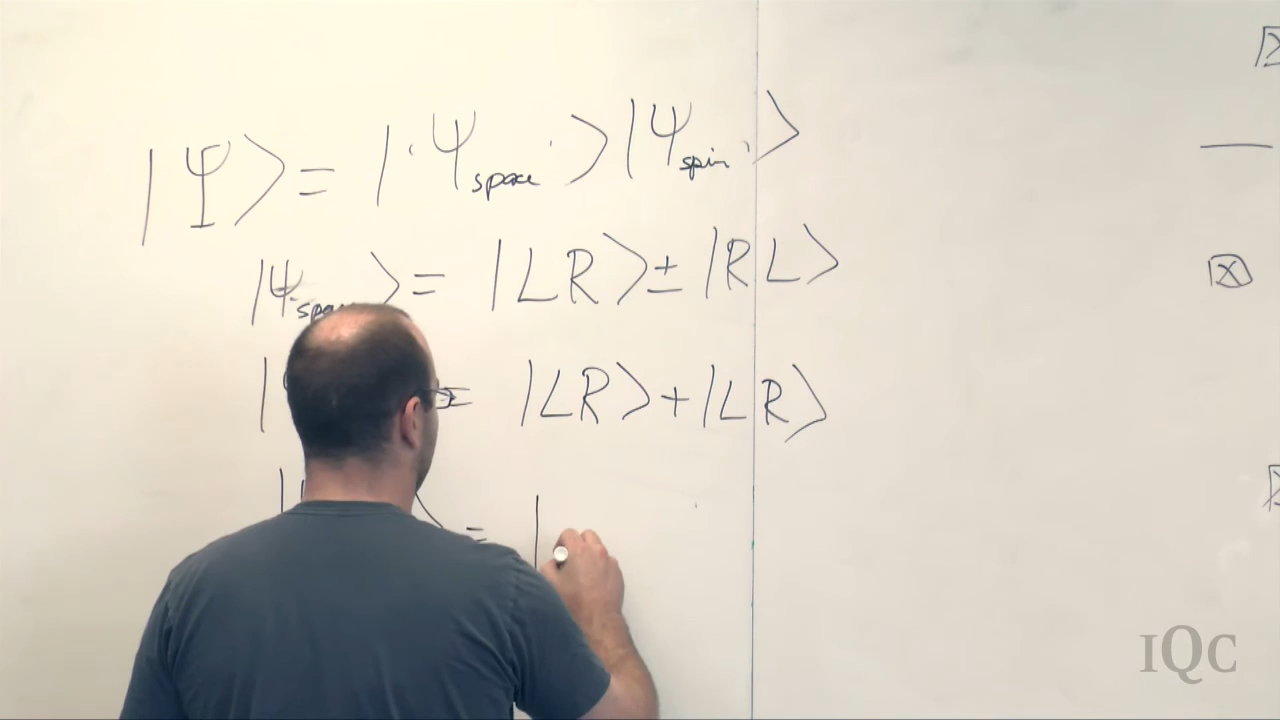 |Ψ⟩ = |Ψspace⟩|Ψspin⟩
|Ψspace⟩ = |LR⟩ ± |RL⟩
= |LR⟩ + |LR⟩
=
IQC